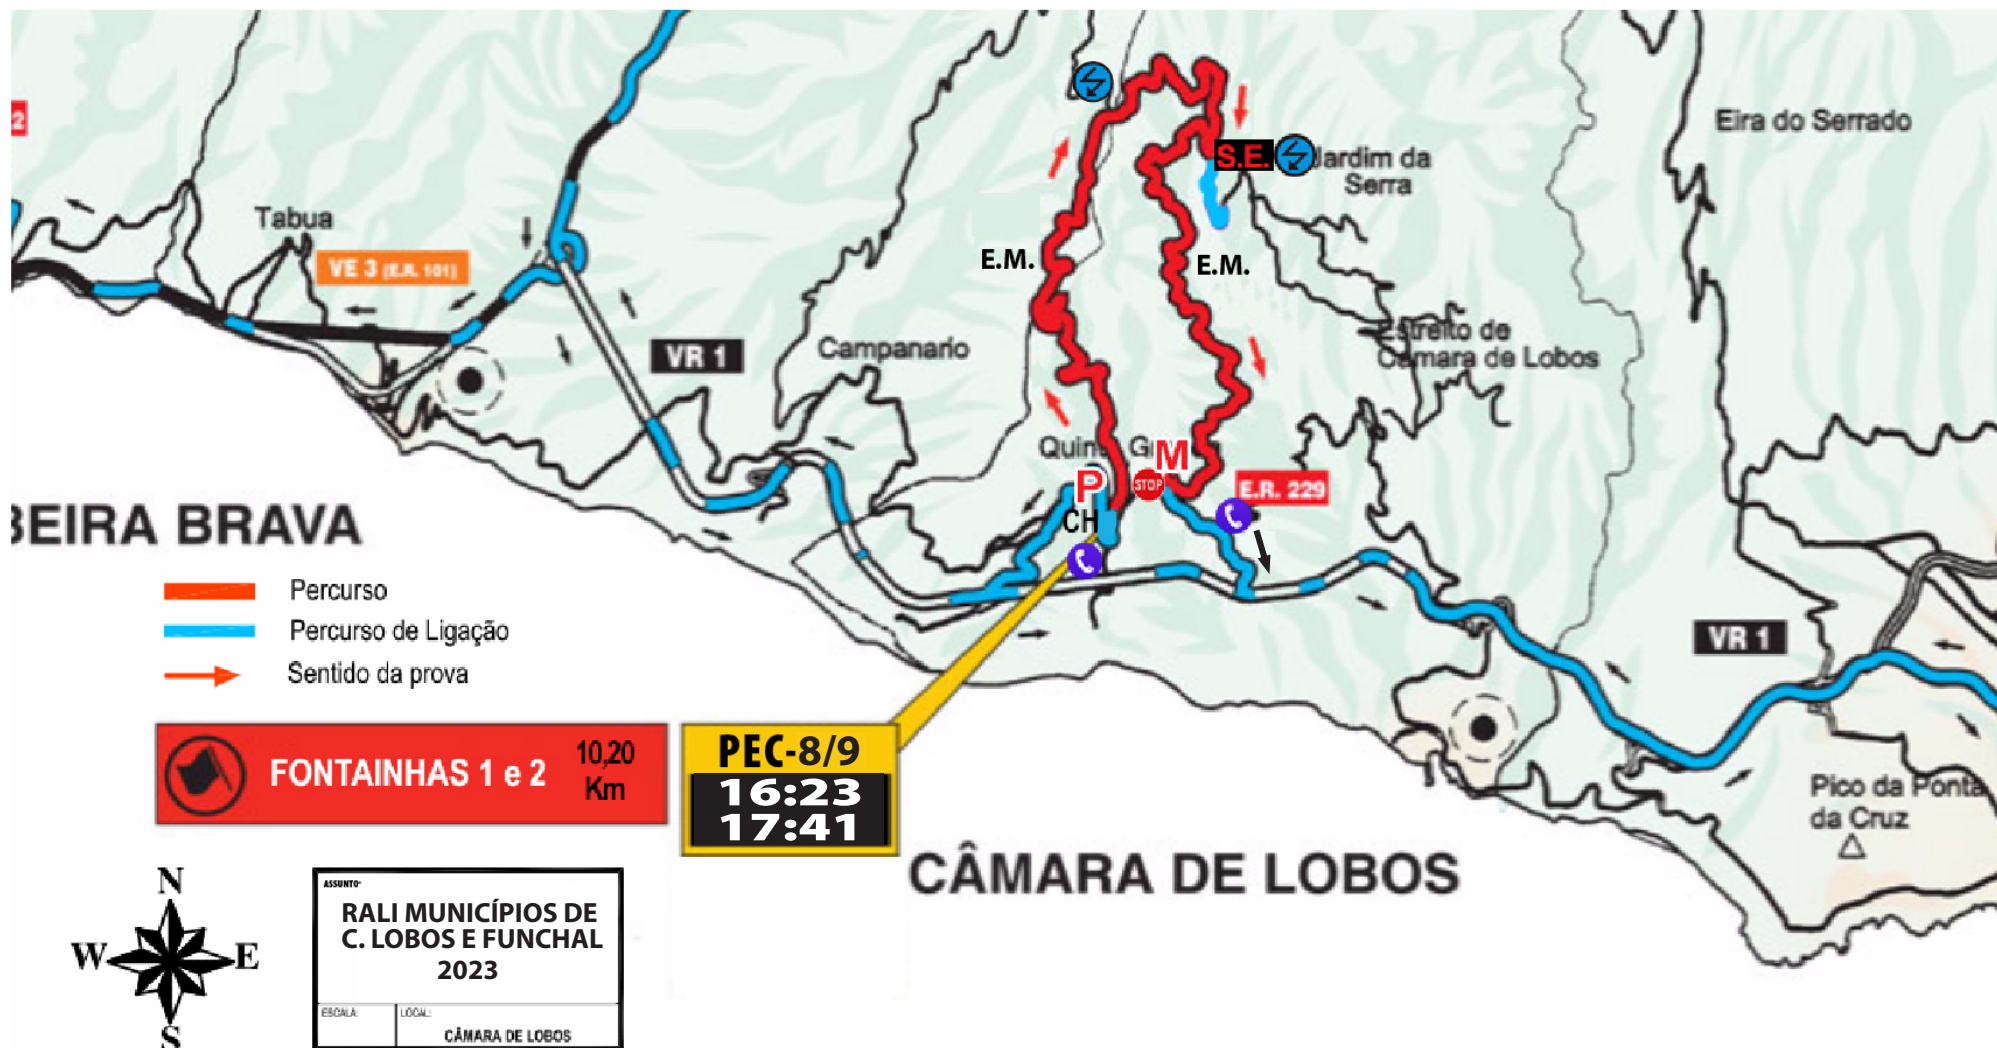 2
Eira do Serrado
S.E.
Jardim da
Serra
Tabua
VE 3 (E.R. 101)
E.M.
E.M.
VR 1
Campanario
Estreito de
Câmara de Lobos
M
P
STOP
E.R. 229
CH
BEIRA BRAVA
Percurso
Percurso de Ligação
Sentido da prova
VR 1
FONTAINHAS 1 e 2
10,20
Km
PEC-8/9
16:23
17:41
Pico da Ponta
da Cruz
CÂMARA DE LOBOS
N
W
E
S
ASSUNTO-
RALI MUNICÍPIOS DE
C. LOBOS E FUNCHAL
2023
ESCALA:
LOCAL:
CÂMARA DE LOBOS